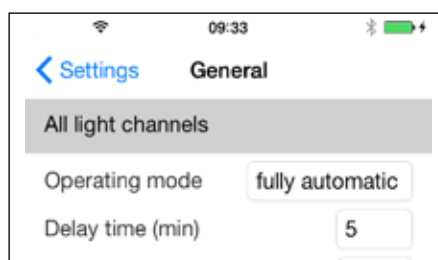 09:33
Settings General
All light channels
Operating mode fully automatic
Delay time (min) 5